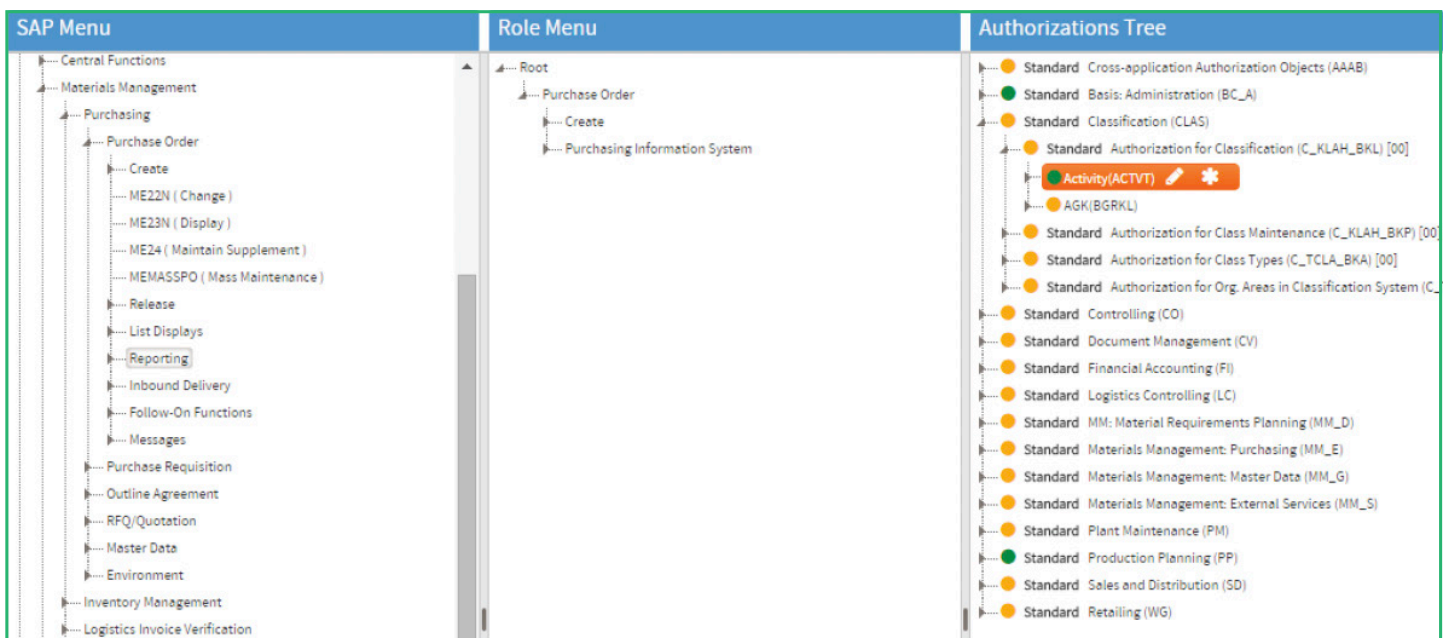 SAP Menu
Central Functions
Materials Management
Purchasing
Purchase Order
Create
ME22N ( Change )
ME23N ( Display )
ME24 ( Maintain Supplement )
MEMASSPO ( Mass Maintenance )
Release
List Displays
Reporting
Inbound Delivery
Follow-On Functions
Messages
Purchase Requisition
Outline Agreement
RFQ/Quotation
Master Data
Environment
Inventory Management
Logistics Invoice Verification
Role Menu
Root
Purchase Order
Create
Purchasing Information System
Authorizations Tree
Standard Cross-application Authorization Objects (AAAB)
Standard Basis: Administration (BC_A)
Standard Classification (CLAS)
Standard Authorization for Classification (C_KLAH_BKL) [00]
Activity(ACTVT)
AGK(BGRKL)
Standard Authorization for Class Maintenance (C_KLAH_BKP) [00]
Standard Authorization for Class Types (C_TCLA_BKA) [00]
Standard Authorization for Org. Areas in Classification System (C_
Standard Controlling (CO)
Standard Document Management (CV)
Standard Financial Accounting (FI)
Standard Logistics Controlling (LC)
Standard MM: Material Requirements Planning (MM_D)
Standard Materials Management: Purchasing (MM_E)
Standard Materials Management: Master Data (MM_G)
Standard Materials Management: External Services (MM_S)
Standard Plant Maintenance (PM)
Standard Production Planning (PP)
Standard Sales and Distribution (SD)
Standard Retailing (WG)